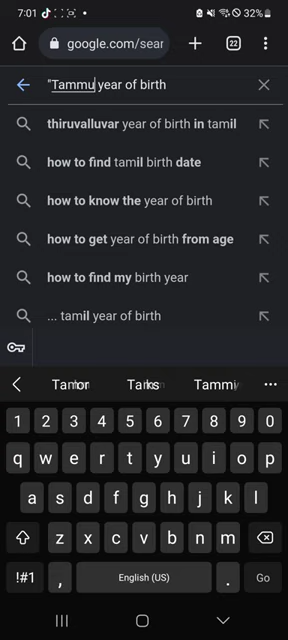 7:01
32%
google.com/sear
22
"Tammu year of birth
thiruvalluvar year of birth in tamil
how to find tamil birth date
how to know the year of birth
how to get year of birth from age
how to find my birth year
... tamil year of birth
Taks Tammy
1 2 3 4 5 6 7 8 9 0
q w e r t y u i o p
a s d f g h j k l
z x c v b n m
!#1 , English (US) . Go